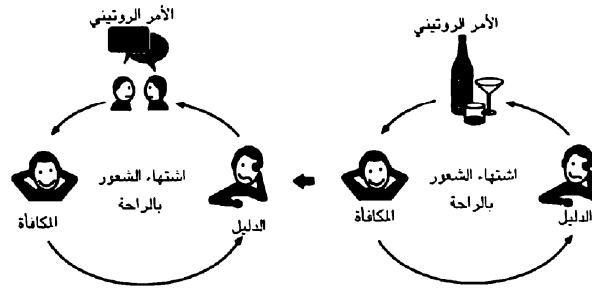 الأمر الروتيني
اشتهاء الشعور
بالراحة
الدليل
المكافأة
الأمر الروتيني
اشتهاء الشعور
بالراحة
الدليل
المكافأة